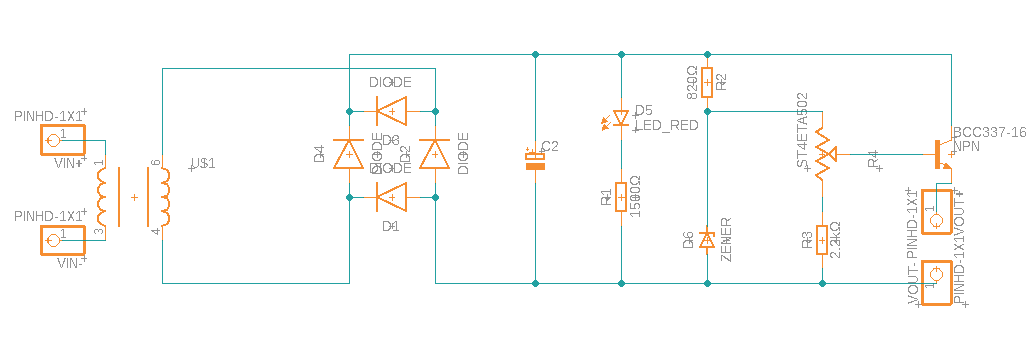 PINHD-1X1
1
VIN+
PINHD-1X1
1
VIN-
1
3
6
4
U$1
DIODE
D3
D4
DIODE
D2
DIODE
DIODE
D1
C2
D5
LED_RED
R1
1500Ω
820Ω
R2
D6
ZENER
ST4ETA502
R4
R3
2.2kΩ
BCC337-16
NPN
PINHD-1X1
1
VOUT+
VOUT-
1
PINHD-1X1